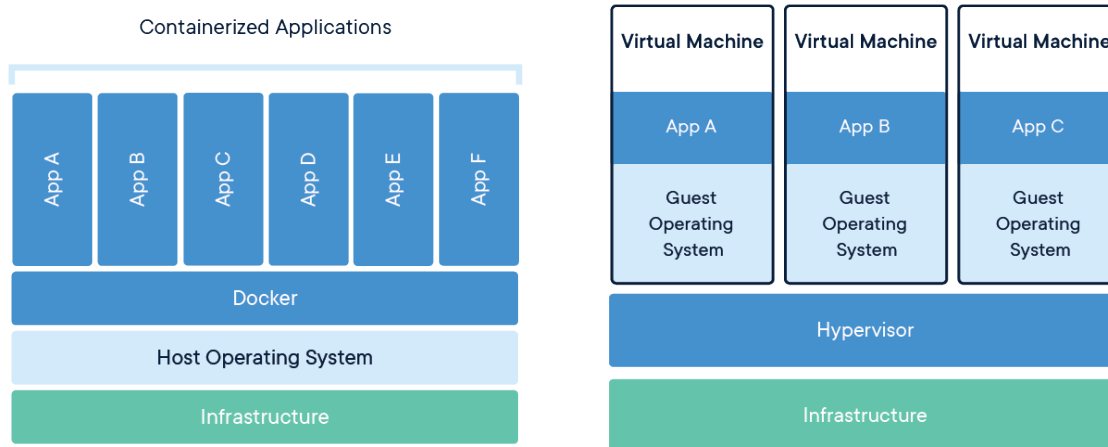 Containerized Applications
App A
App B
App C
App D
App E
App F
Docker
Host Operating System
Infrastructure
Virtual Machine
App A
Guest
Operating
System
Virtual Machine
App B
Guest
Operating
System
Virtual Machine
App C
Guest
Operating
System
Hypervisor
Infrastructure